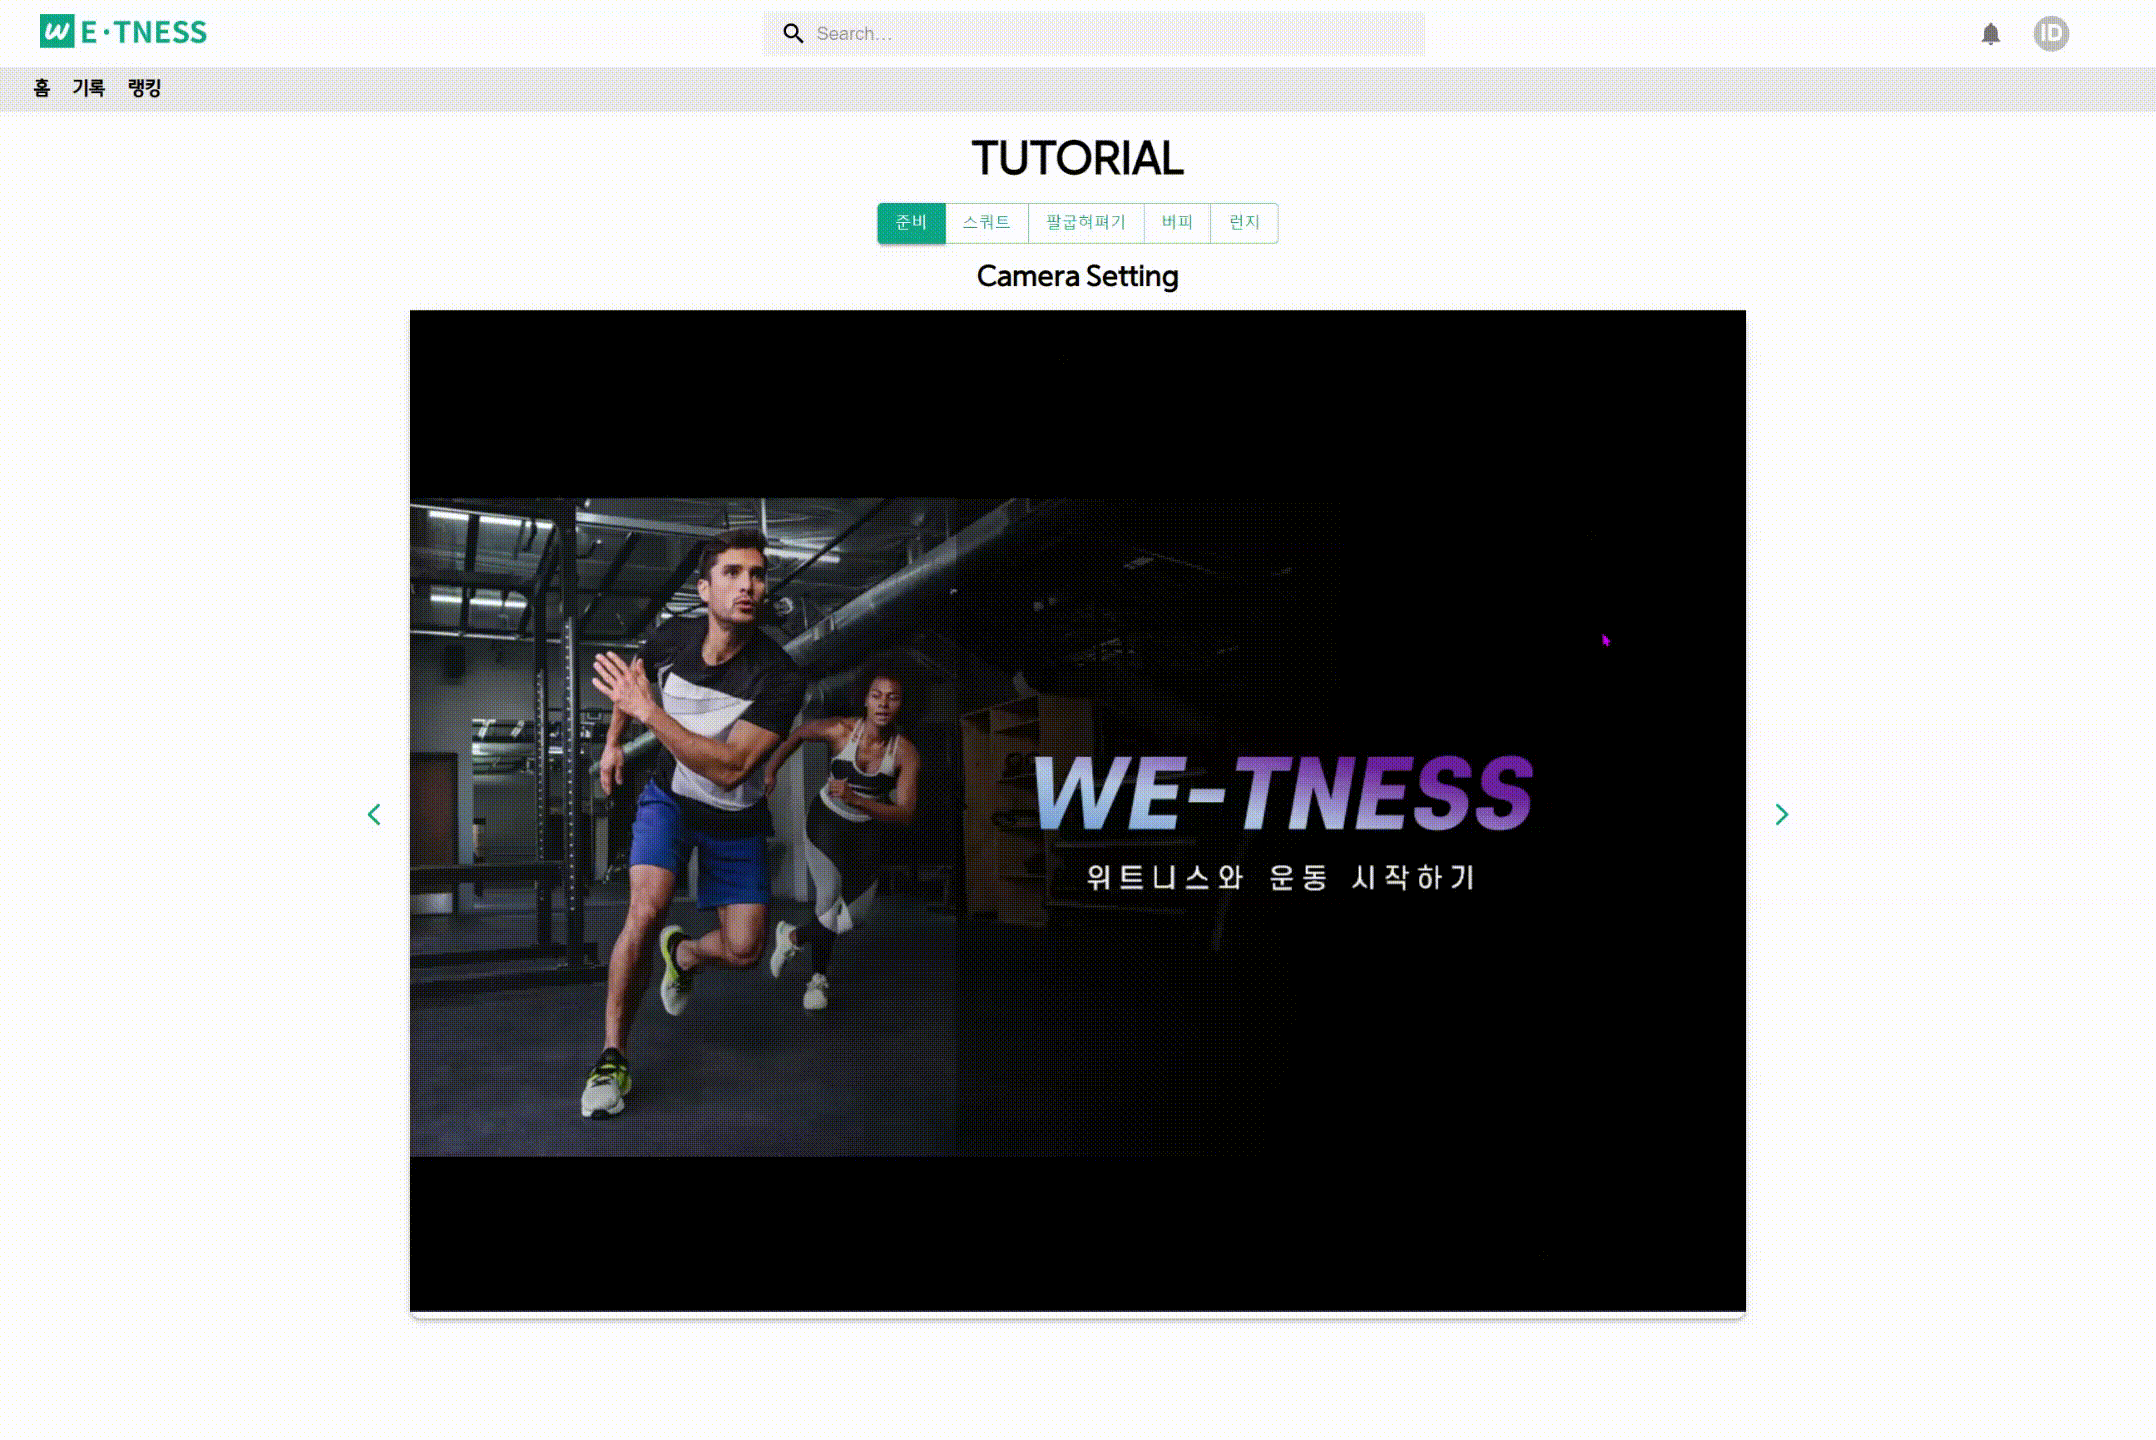 WE·TNESS
Search...
ID
홈 기록 랭킹
TUTORIAL
준비 스쿼트 팔굽혀펴기 버피 런지
Camera Setting
WE-TNESS
위트니스와 운동 시작하기